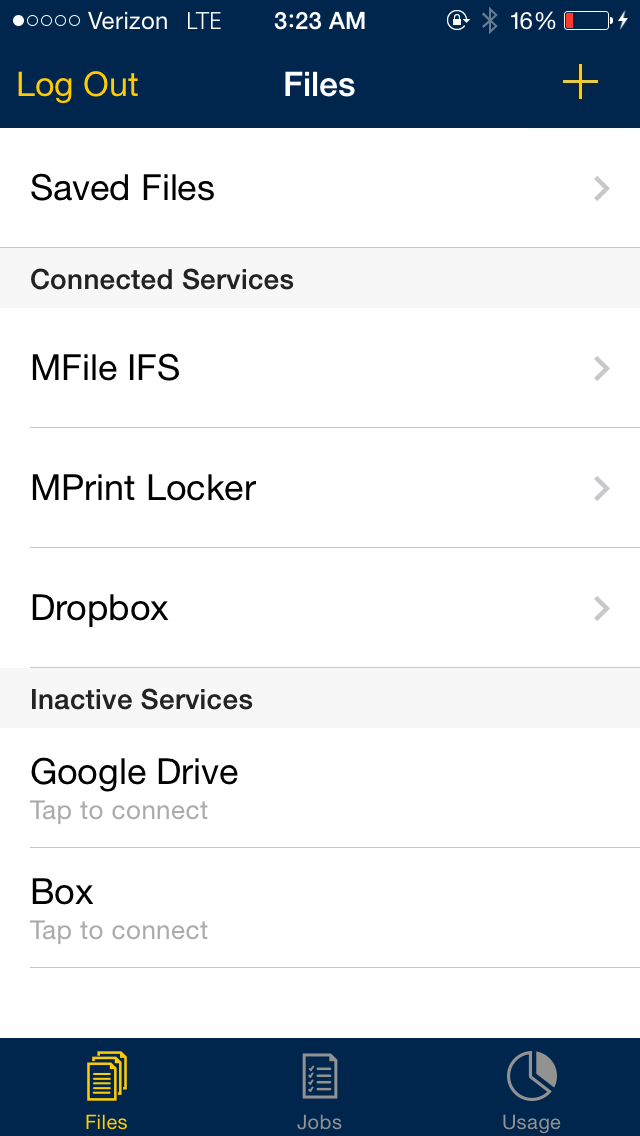 Verizon LTE 3:23 AM 16%
Log Out Files
Saved Files
Connected Services
MFile IFS
MPrint Locker
Dropbox
Inactive Services
Google Drive
Tap to connect
Box
Tap to connect
Files Jobs Usage